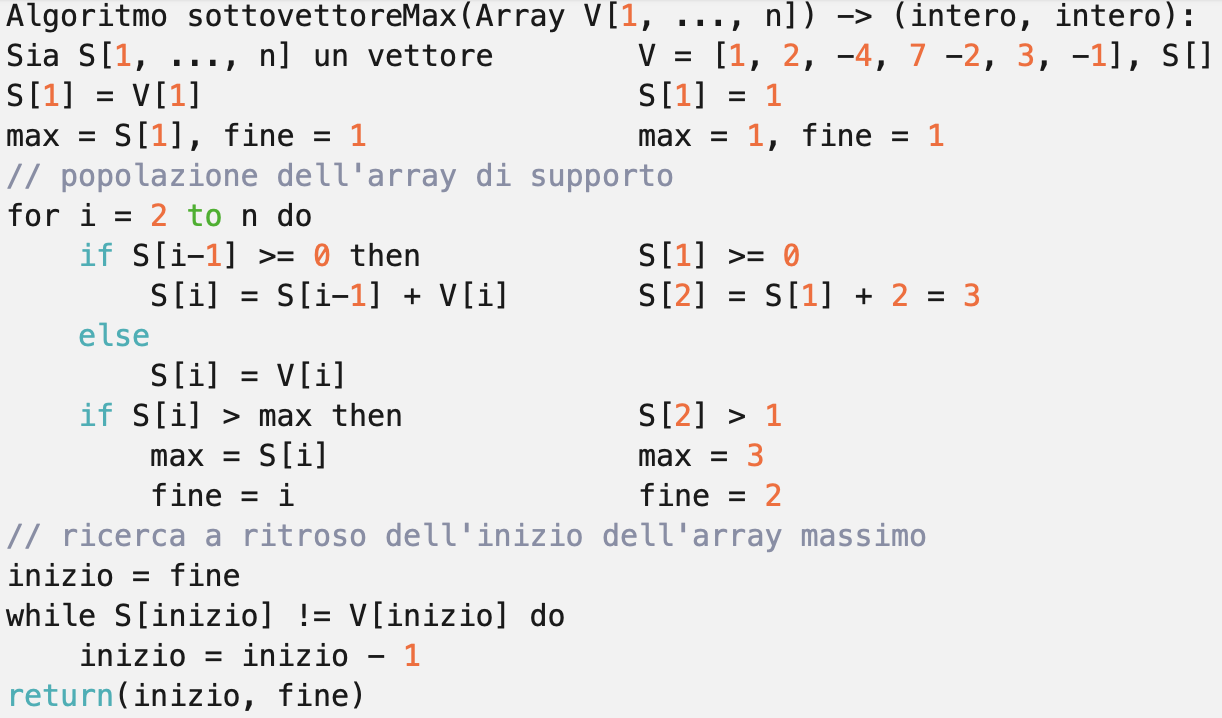 Algoritmo sottovettoreMax(Array V[1, ..., n]) -> (intero, intero):
Sia S[1, ..., n] un vettore        V = [1, 2, -4, 7 -2, 3, -1], S[]
S[1] = V[1]                        S[1] = 1
max = S[1], fine = 1               max = 1, fine = 1
// popolazione dell'array di supporto
for i = 2 to n do
    if S[i-1] >= 0 then            S[1] >= 0
        S[i] = S[i-1] + V[i]       S[2] = S[1] + 2 = 3
    else
        S[i] = V[i]
    if S[i] > max then             S[2] > 1
        max = S[i]                 max = 3
        fine = i                   fine = 2
// ricerca a ritroso dell'inizio dell'array massimo
inizio = fine
while S[inizio] != V[inizio] do
    inizio = inizio - 1
return(inizio, fine)